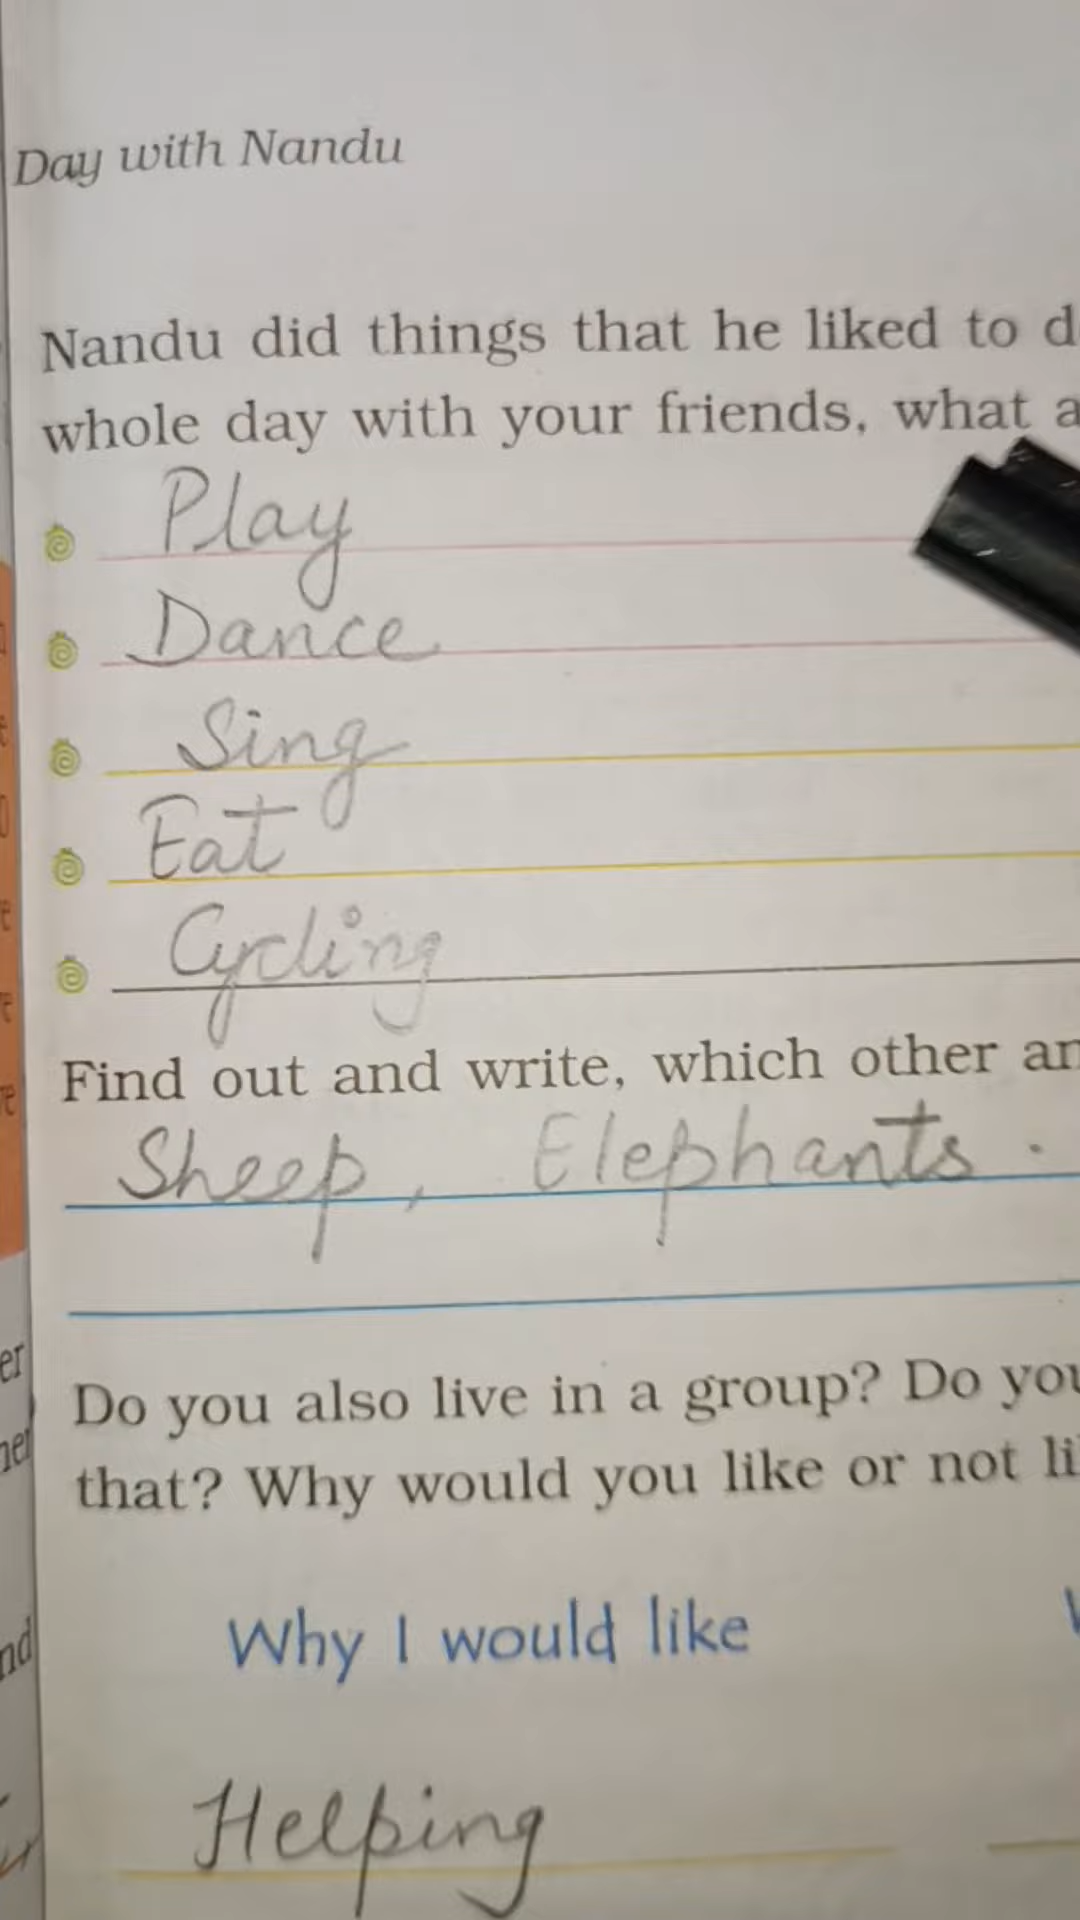 Day with Nandu
Nandu did things that he liked to d
whole day with your friends, what a
Play
Dance
Sing
Eat
Cycling
Find out and write, which other an
Sheep, Elephants.
Do you also live in a group? Do you
that? Why would you like or not li
Why I would like
Helping